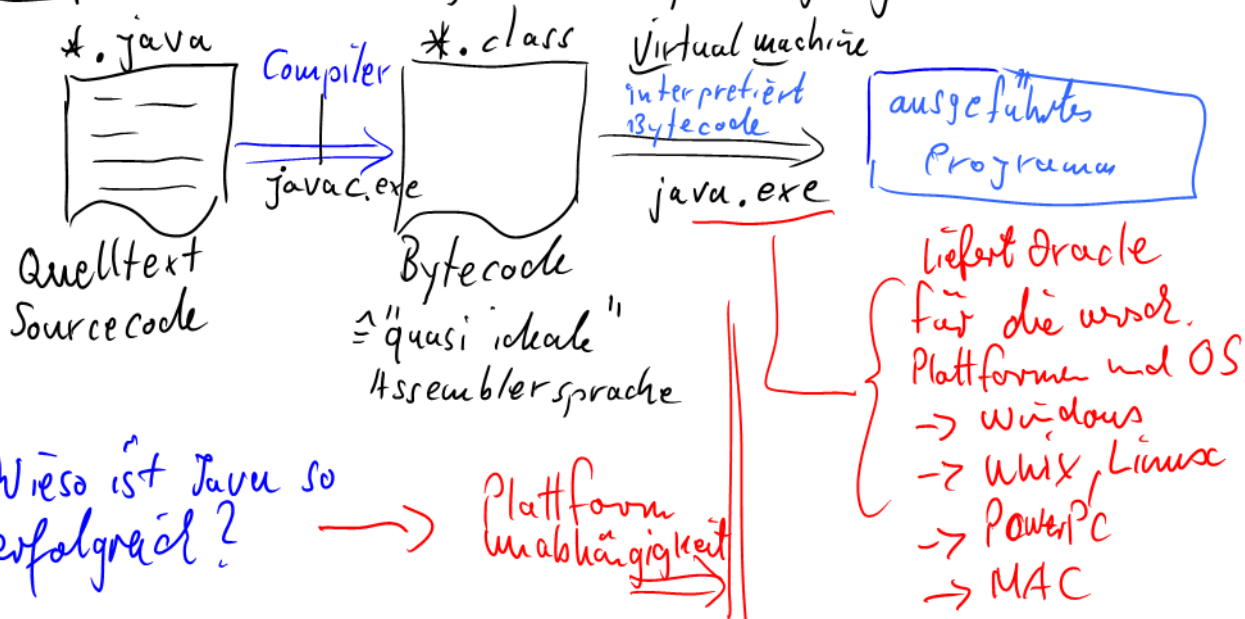 *.java
Compiler
javac.exe
Quelltext
Sourcecode
*.class
Bytecode
≙ "quasi ideale"
Assemblersprache
Virtual machine
interpretiert
Bytecode
java.exe
ausgeführtes
Programm
liefert Oracle
für die versch.
Plattformen und OS
-> Windows
-> Unix, Linux
-> PowerPC
-> MAC
Wieso ist Java so
erfolgreich?
Plattform
unabhängigkeit